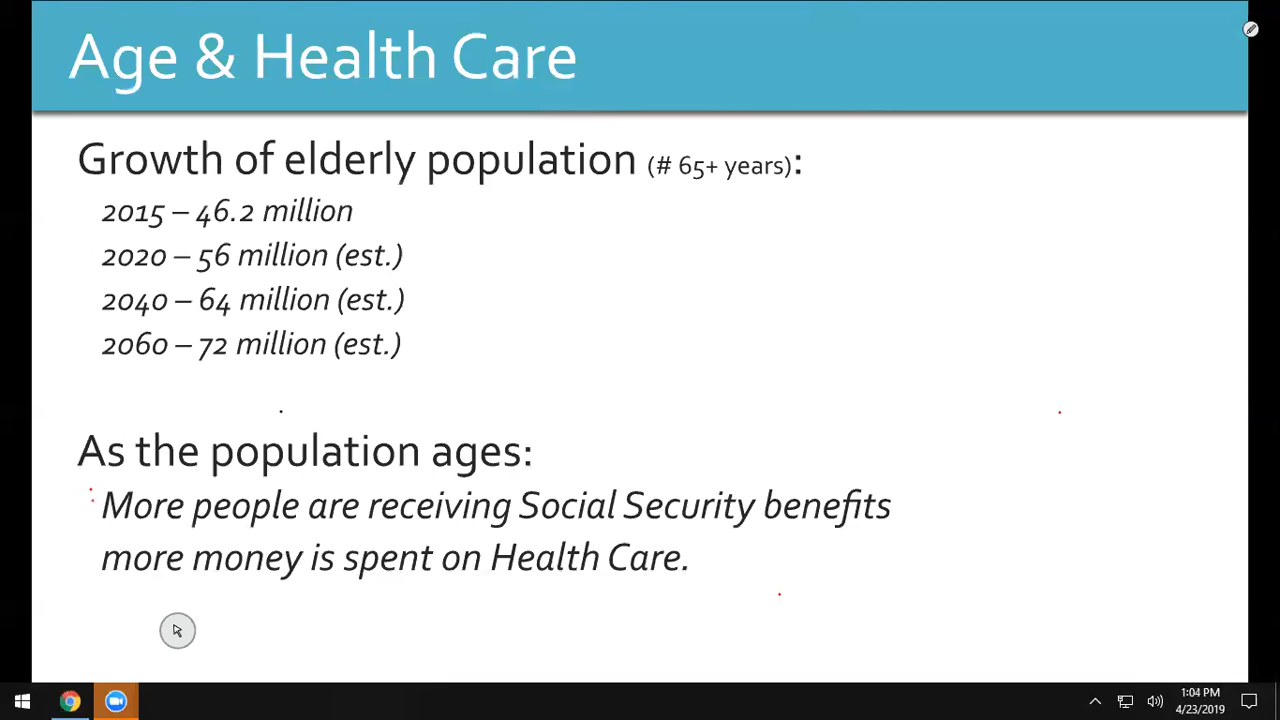 Age & Health Care
Growth of elderly population (# 65+ years):
2015 – 46.2 million
2020 – 56 million (est.)
2040 – 64 million (est.)
2060 – 72 million (est.)
As the population ages:
More people are receiving Social Security benefits
more money is spent on Health Care.
1:04 PM
4/23/2019